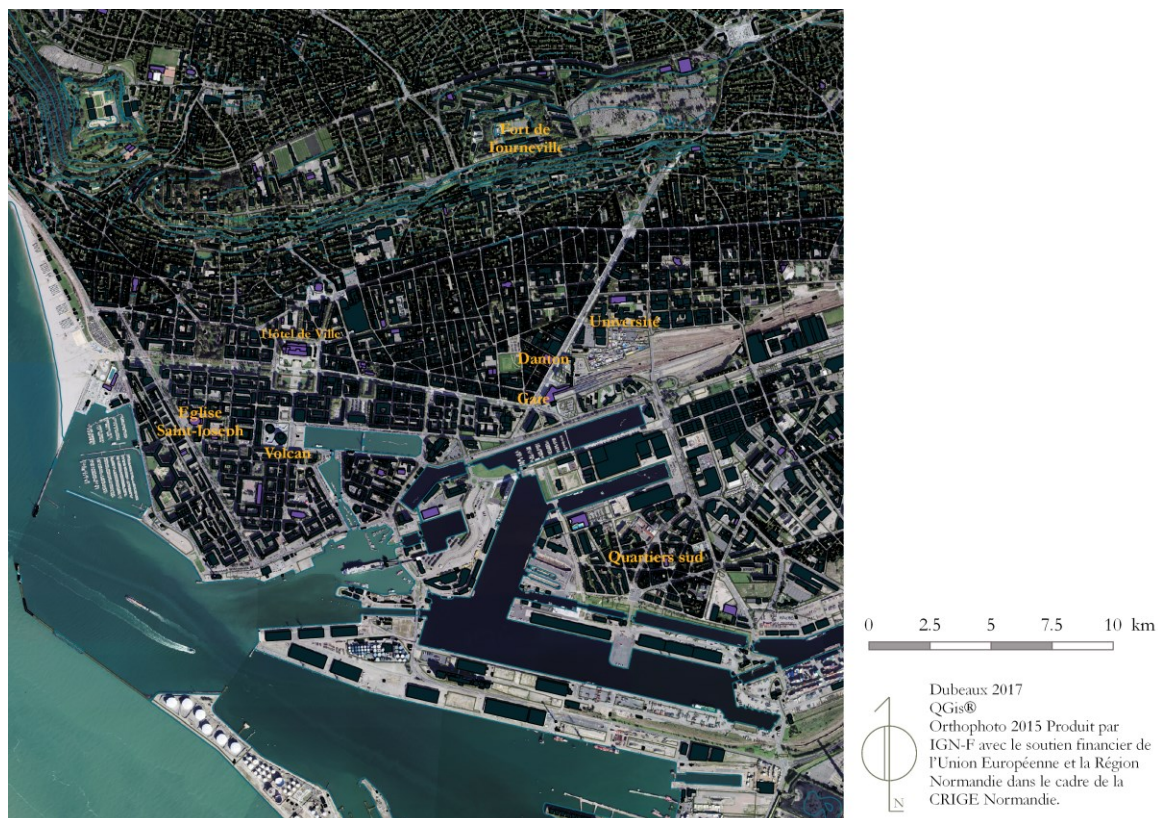 Fort de
Tourneville
Université
Hôtel de Ville
Danton
Gare
Eglise
Saint-Joseph
Volcan
Quartiers sud
0 2.5 5 7.5 10 km
Dubeaux 2017
QGis®
Orthophoto 2015 Produit par
IGN-F avec le soutien financier de
l'Union Européenne et la Région
Normandie dans le cadre de la
CRIGE Normandie.
N